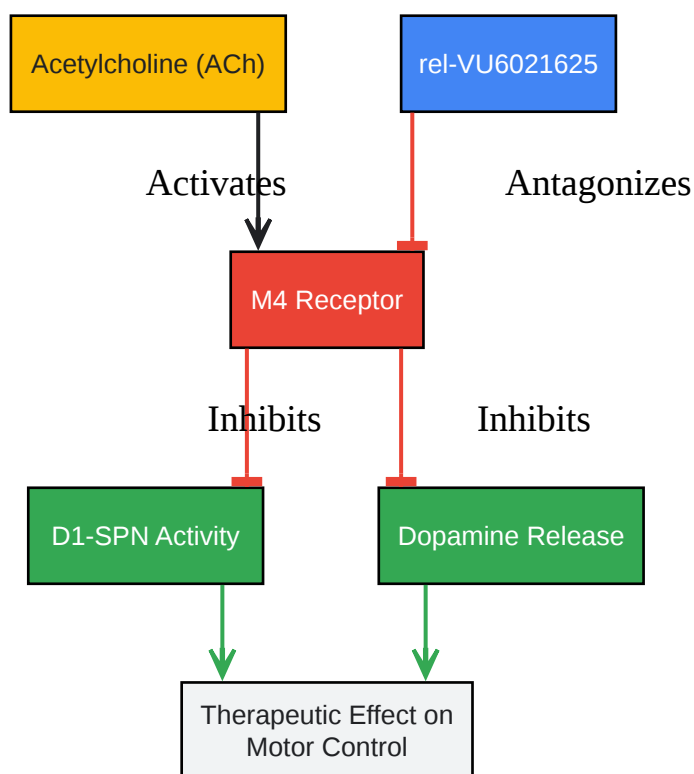 Acetylcholine (ACh)
rel-VU6021625
Activates
Antagonizes
M4 Receptor
Inhibits
Inhibits
D1-SPN Activity
Dopamine Release
Therapeutic Effect on
Motor Control